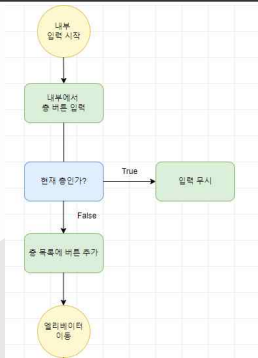 내부
입력 시작
내부에서
층 버튼 입력
현재 층인가?
True
입력 무시
False
층 목록에 버튼 추가
엘리베이터
이동